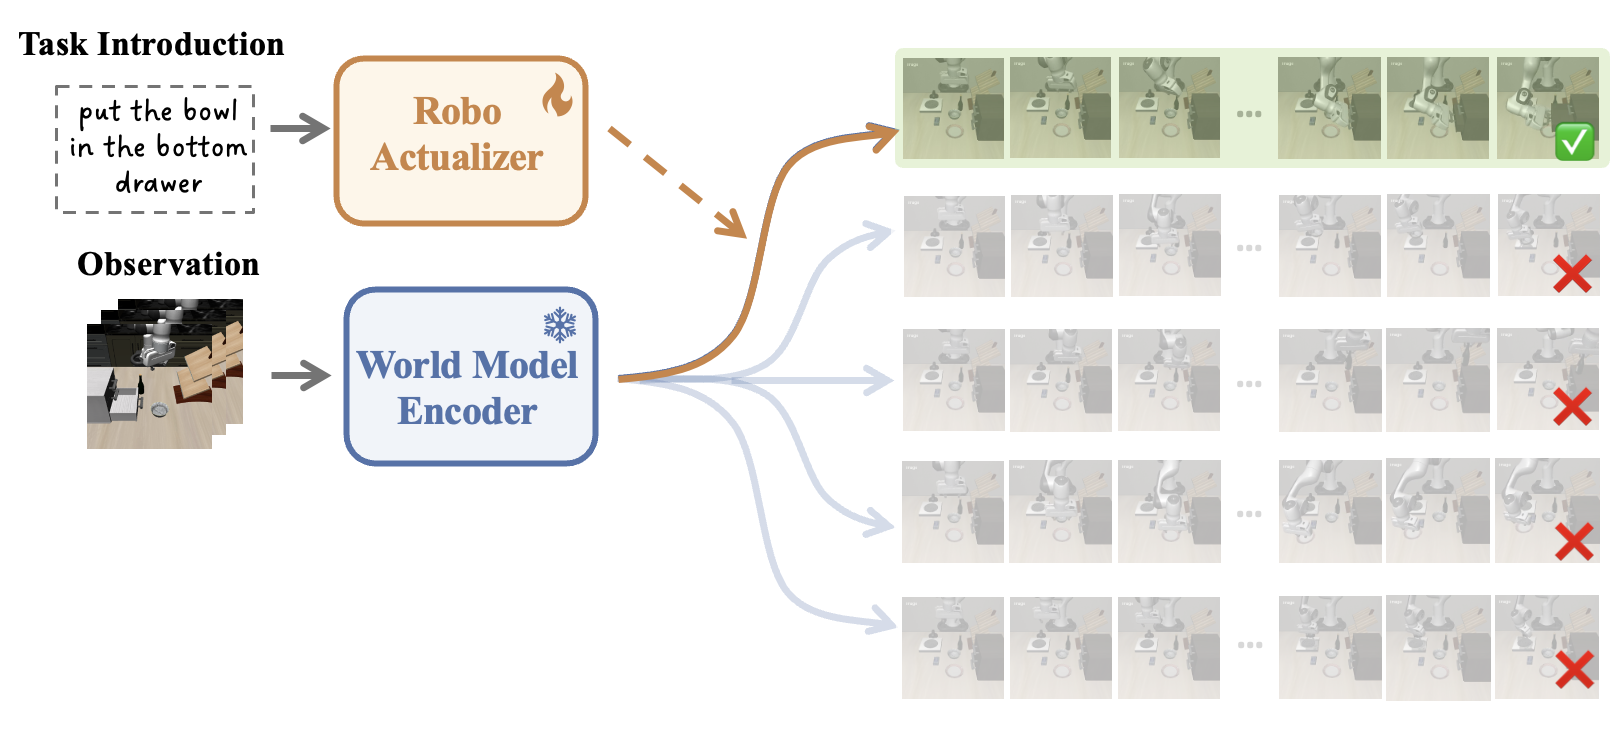 Task Introduction
put the bowl
in the bottom
drawer
Robo
Actualizer
Observation
World Model
Encoder